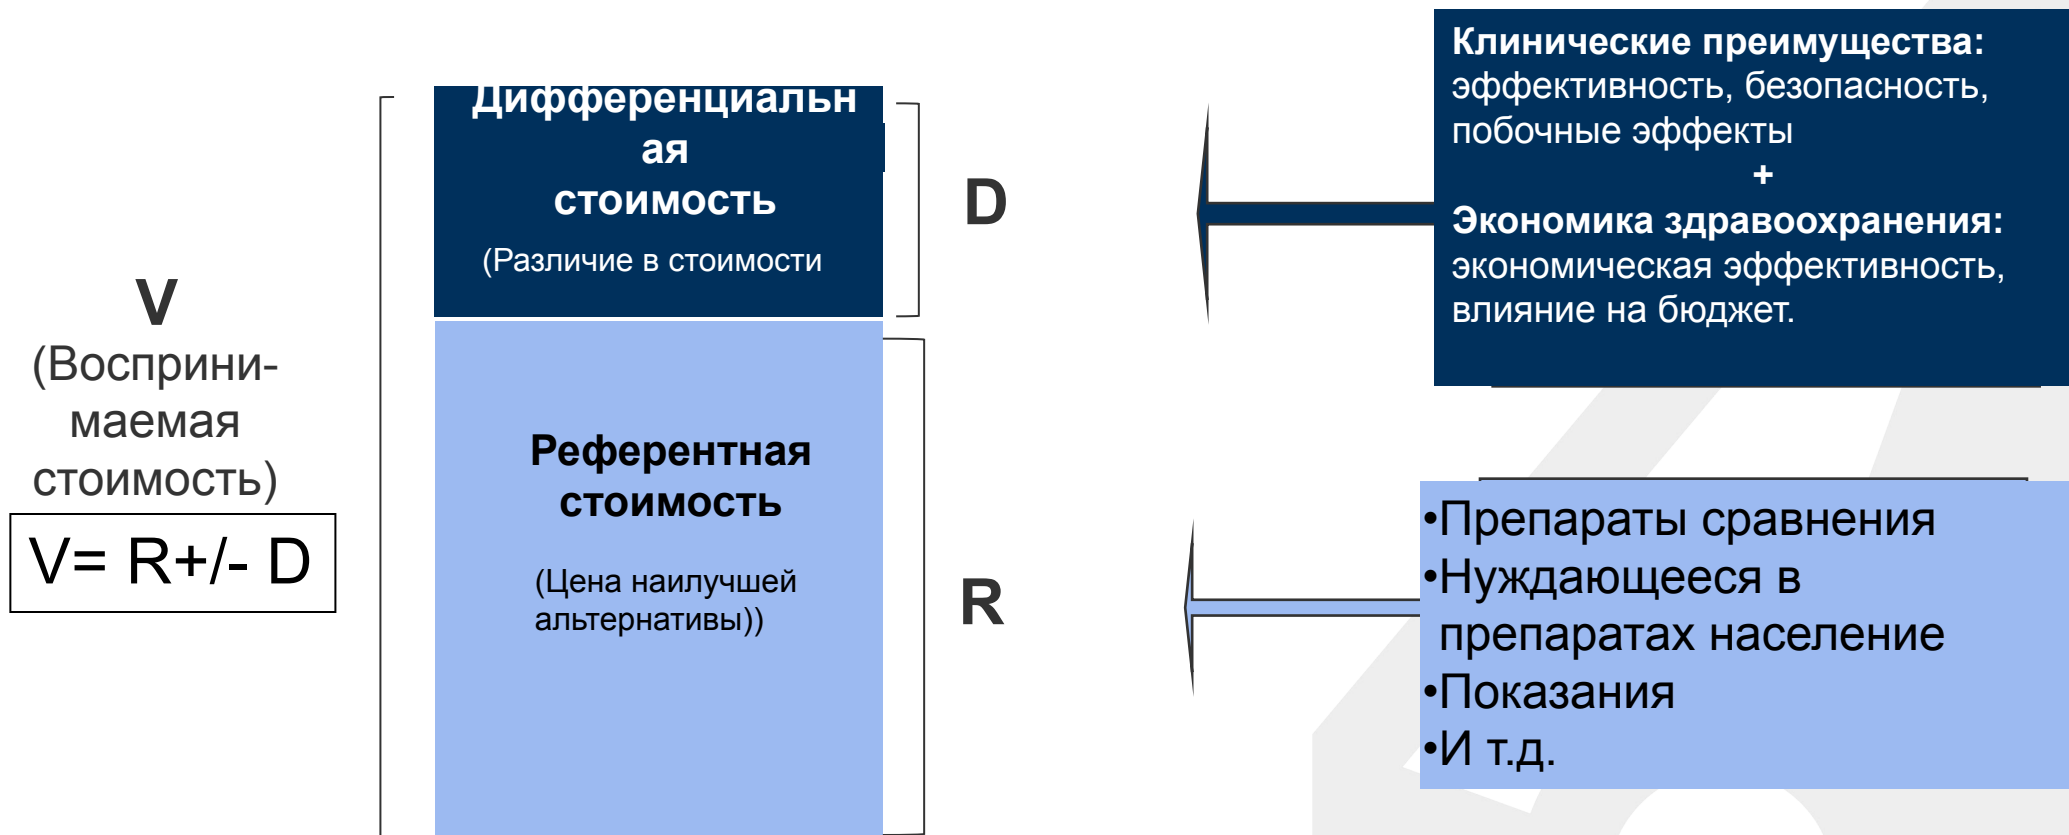 V
(Восприни-
маемая
стоимость)
V= R+/- D
Дифференциальн
ая
стоимость
(Различие в стоимости
D
Референтная
стоимость
(Цена наилучшей
альтернативы))
R
Клинические преимущества:
эффективность, безопасность,
побочные эффекты
+
Экономика здравоохранения:
экономическая эффективность,
влияние на бюджет.
•Препараты сравнения
•Нуждающееся в
препаратах население
•Показания
•И т.д.